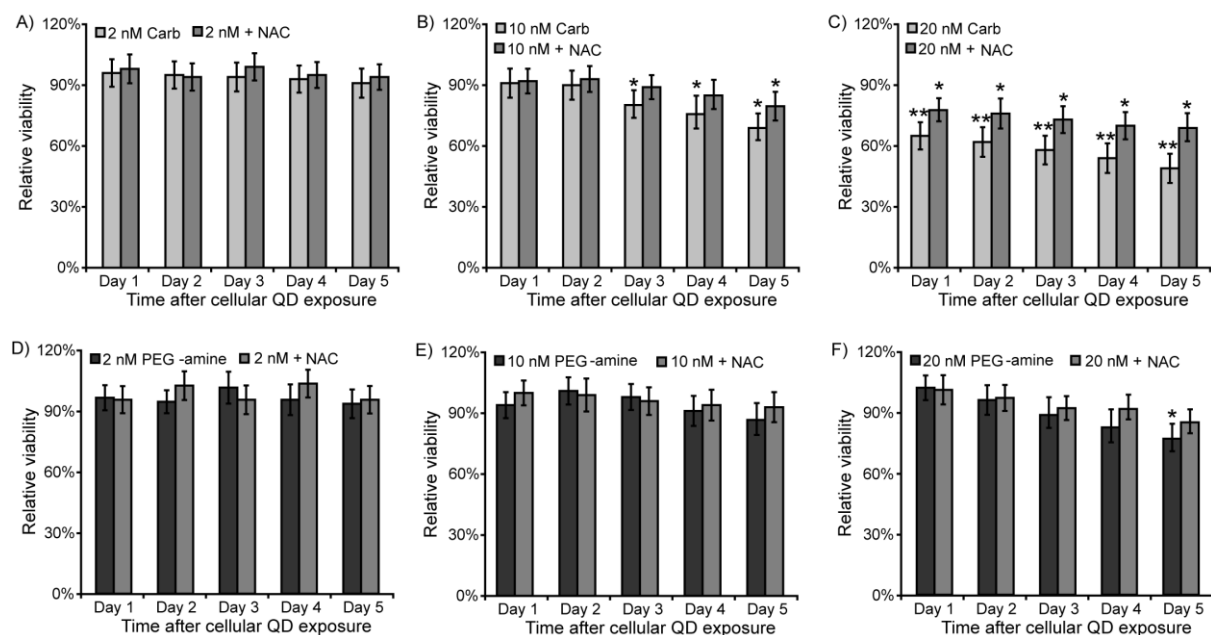 A)
2 nM Carb 2 nM + NAC
120%
90%
60%
30%
0%
Relative viability
Day 1 Day 2 Day 3 Day 4 Day 5
Time after cellular QD exposure
B)
10 nM Carb
10 nM + NAC
120%
90%
60%
30%
0%
Relative viability
* * * *
Day 1 Day 2 Day 3 Day 4 Day 5
Time after cellular QD exposure
C)
20 nM Carb
20 nM + NAC
120%
90%
60%
30%
0%
Relative viability
** * ** * ** * ** * ** *
Day 1 Day 2 Day 3 Day 4 Day 5
Time after cellular QD exposure
D)
2 nM PEG -amine 2 nM + NAC
120%
90%
60%
30%
0%
Relative viability
Day 1 Day 2 Day 3 Day 4 Day 5
Time after cellular QD exposure
E)
10 nM PEG -amine 10 nM + NAC
120%
90%
60%
30%
0%
Relative viability
Day 1 Day 2 Day 3 Day 4 Day 5
Time after cellular QD exposure
F)
20 nM PEG-amine 20 nM + NAC
120%
90%
60%
30%
0%
Relative viability
*
Day 1 Day 2 Day 3 Day 4 Day 5
Time after cellular QD exposure